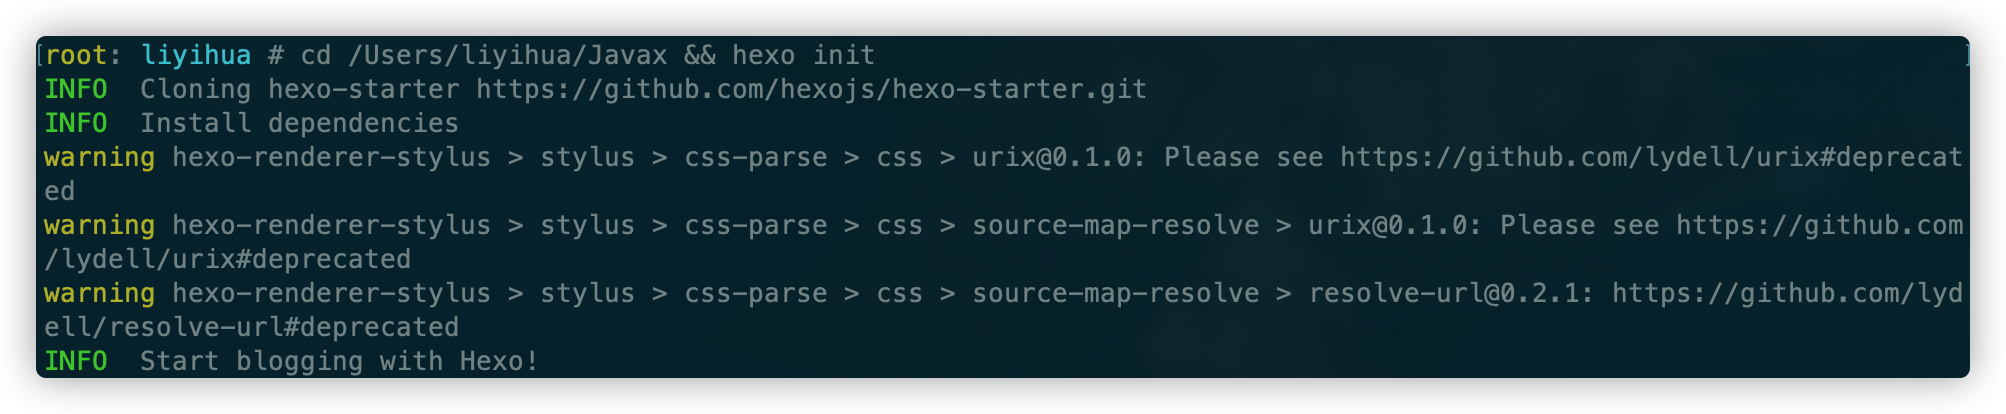 [root: liyihua # cd /Users/liyihua/Javax && hexo init ]
INFO  Cloning hexo-starter https://github.com/hexojs/hexo-starter.git
INFO  Install dependencies
warning hexo-renderer-stylus > stylus > css-parse > css > urix@0.1.0: Please see https://github.com/lydell/urix#deprecat
ed
warning hexo-renderer-stylus > stylus > css-parse > css > source-map-resolve > urix@0.1.0: Please see https://github.com
/lydell/urix#deprecated
warning hexo-renderer-stylus > stylus > css-parse > css > source-map-resolve > resolve-url@0.2.1: https://github.com/lyd
ell/resolve-url#deprecated
INFO  Start blogging with Hexo!